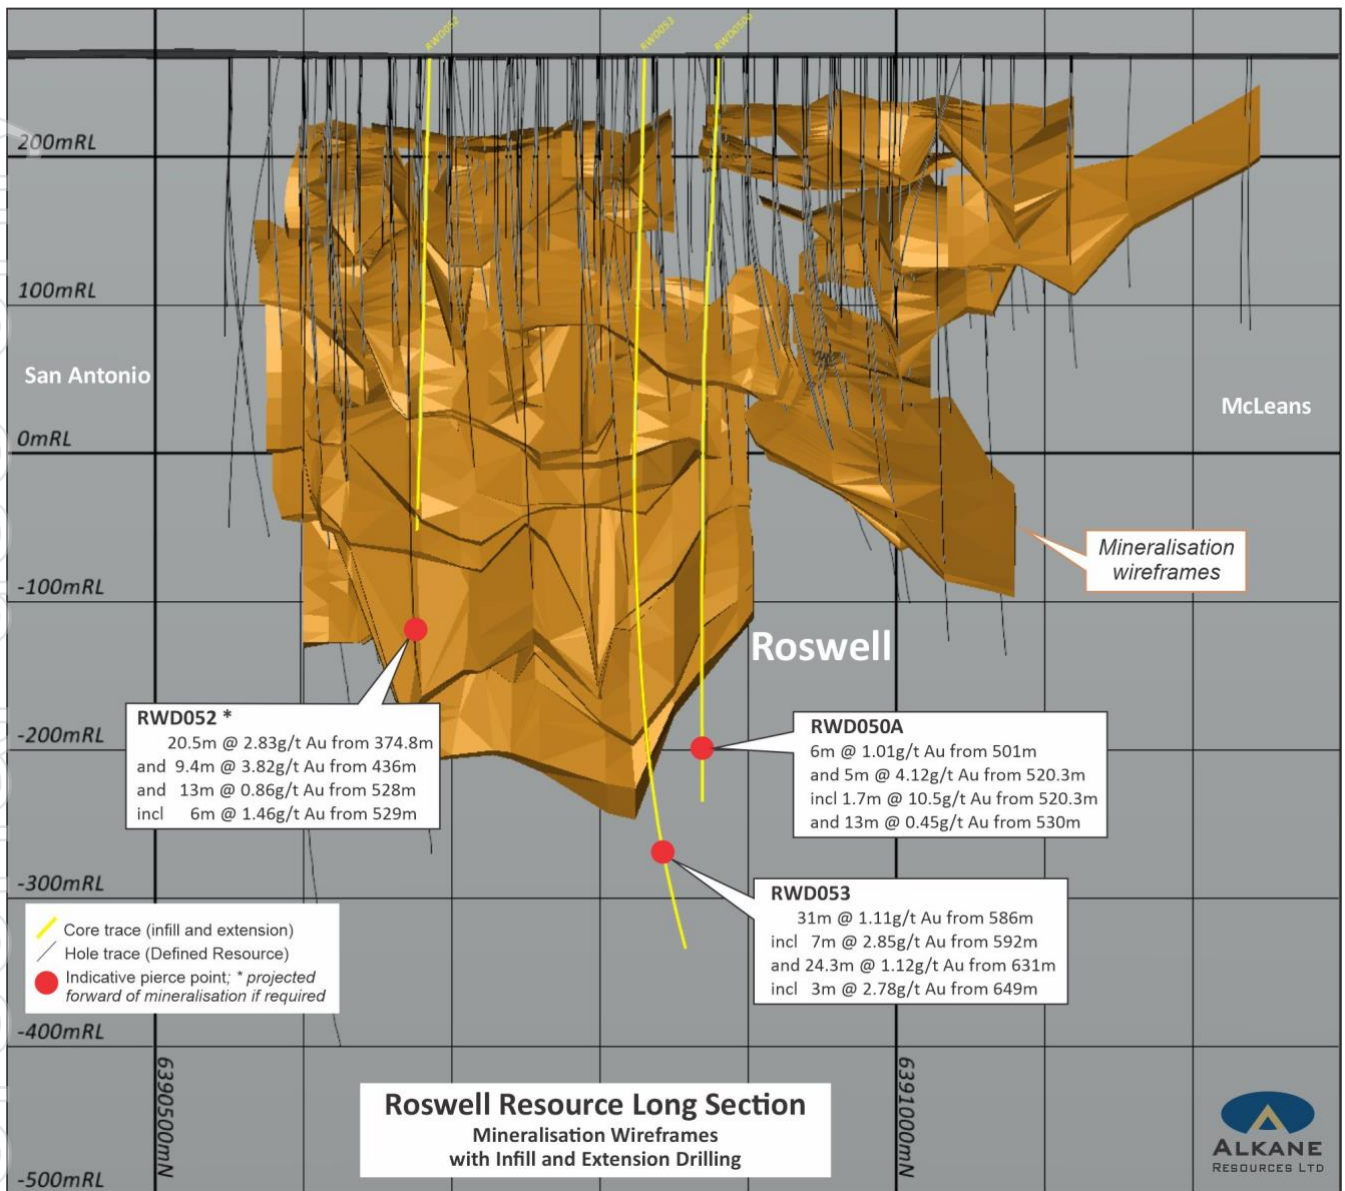 RWD052
RWD053
RWD050a
200mRL
100mRL
San Antonio
McLeans
0mRL
Mineralisation
wireframes
-100mRL
Roswell
RWD052 *
20.5m @ 2.83g/t Au from 374.8m
and 9.4m @ 3.82g/t Au from 436m
and 13m @ 0.86g/t Au from 528m
incl 6m @ 1.46g/t Au from 529m
-200mRL
RWD050A
6m @ 1.01g/t Au from 501m
and 5m @ 4.12g/t Au from 520.3m
incl 1.7m @ 10.5g/t Au from 520.3m
and 13m @ 0.45g/t Au from 530m
-300mRL
RWD053
31m @ 1.11g/t Au from 586m
incl 7m @ 2.85g/t Au from 592m
and 24.3m @ 1.12g/t Au from 631m
incl 3m @ 2.78g/t Au from 649m
Core trace (infill and extension)
Hole trace (Defined Resource)
Indicative pierce point; * projected
forward of mineralisation if required
-400mRL
6390500mN
6391000mN
Roswell Resource Long Section
Mineralisation Wireframes
with Infill and Extension Drilling
ALKANE
RESOURCES LTD
-500mRL